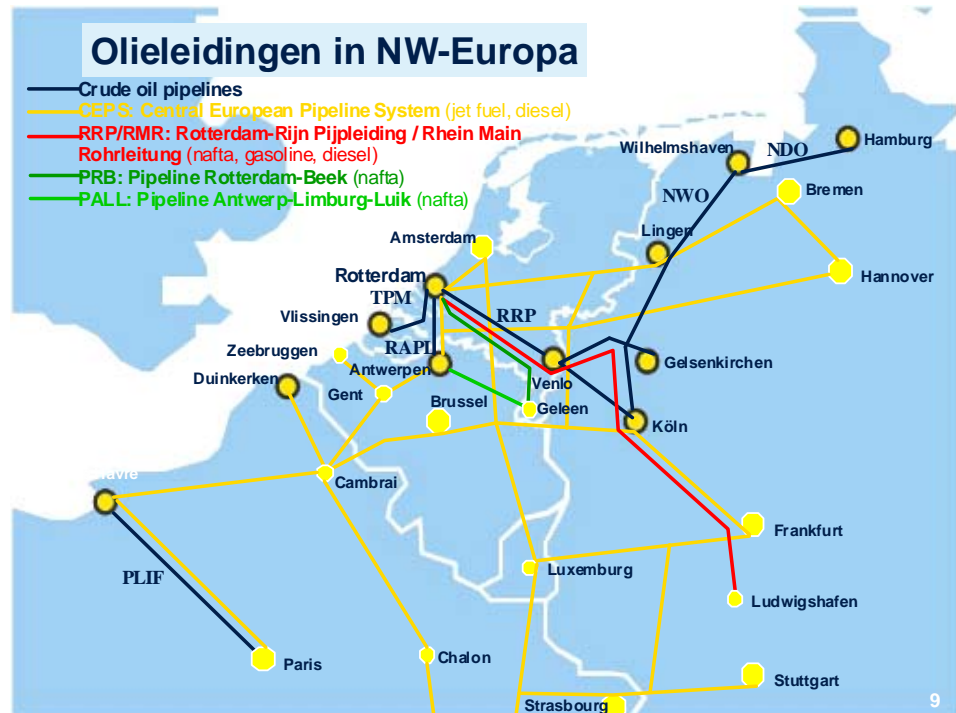 Olieleidingen in NW-Europa
Crude oil pipelines
CEPS: Central European Pipeline System (jet fuel, diesel)
RRP/RMR: Rotterdam-Rijn Pijpleiding / Rhein Main
Rohrleitung (nafta, gasoline, diesel)
PRB: Pipeline Rotterdam-Beek (nafta)
PALL: Pipeline Antwerp-Limburg-Luik (nafta)
Hamburg
NDO
Wilhelmshaven
Bremen
NWO
Lingen
Amsterdam
Hannover
Rotterdam
TPM
RRP
Vlissingen
RAPL
Zeebruggen
Antwerpen
Gelsenkirchen
Duinkerken
Venlo
Gent
Brussel
Geleen
Köln
Cambrai
Frankfurt
Luxemburg
PLIF
Ludwigshafen
Paris
Chalon
Stuttgart
Strasbourg
9